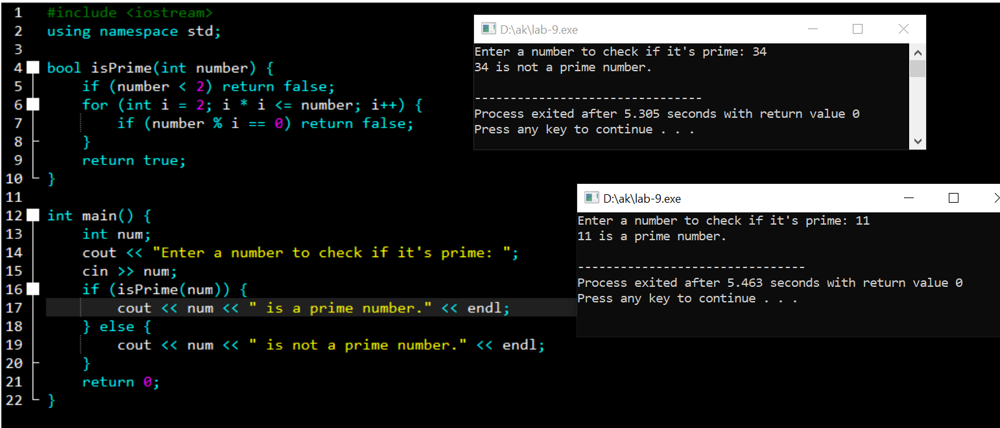 1 #include <iostream>
2 using namespace std;
3
4 bool isPrime(int number) {
5 if (number < 2) return false;
6 for (int i = 2; i * i <= number; i++) {
7 if (number % i == 0) return false;
8 }
9 return true;
10 }
11
12 int main() {
13 int num;
14 cout << "Enter a number to check if it's prime: ";
15 cin >> num;
16 if (isPrime(num)) {
17 cout << num << " is a prime number." << endl;
18 } else {
19 cout << num << " is not a prime number." << endl;
20 }
21 return 0;
22 }
D:\ak\lab-9.exe
Enter a number to check if it's prime: 34
34 is not a prime number.
--------------------------------
Process exited after 5.305 seconds with return value 0
Press any key to continue . . .
D:\ak\lab-9.exe
Enter a number to check if it's prime: 11
11 is a prime number.
--------------------------------
Process exited after 5.463 seconds with return value 0
Press any key to continue . . .